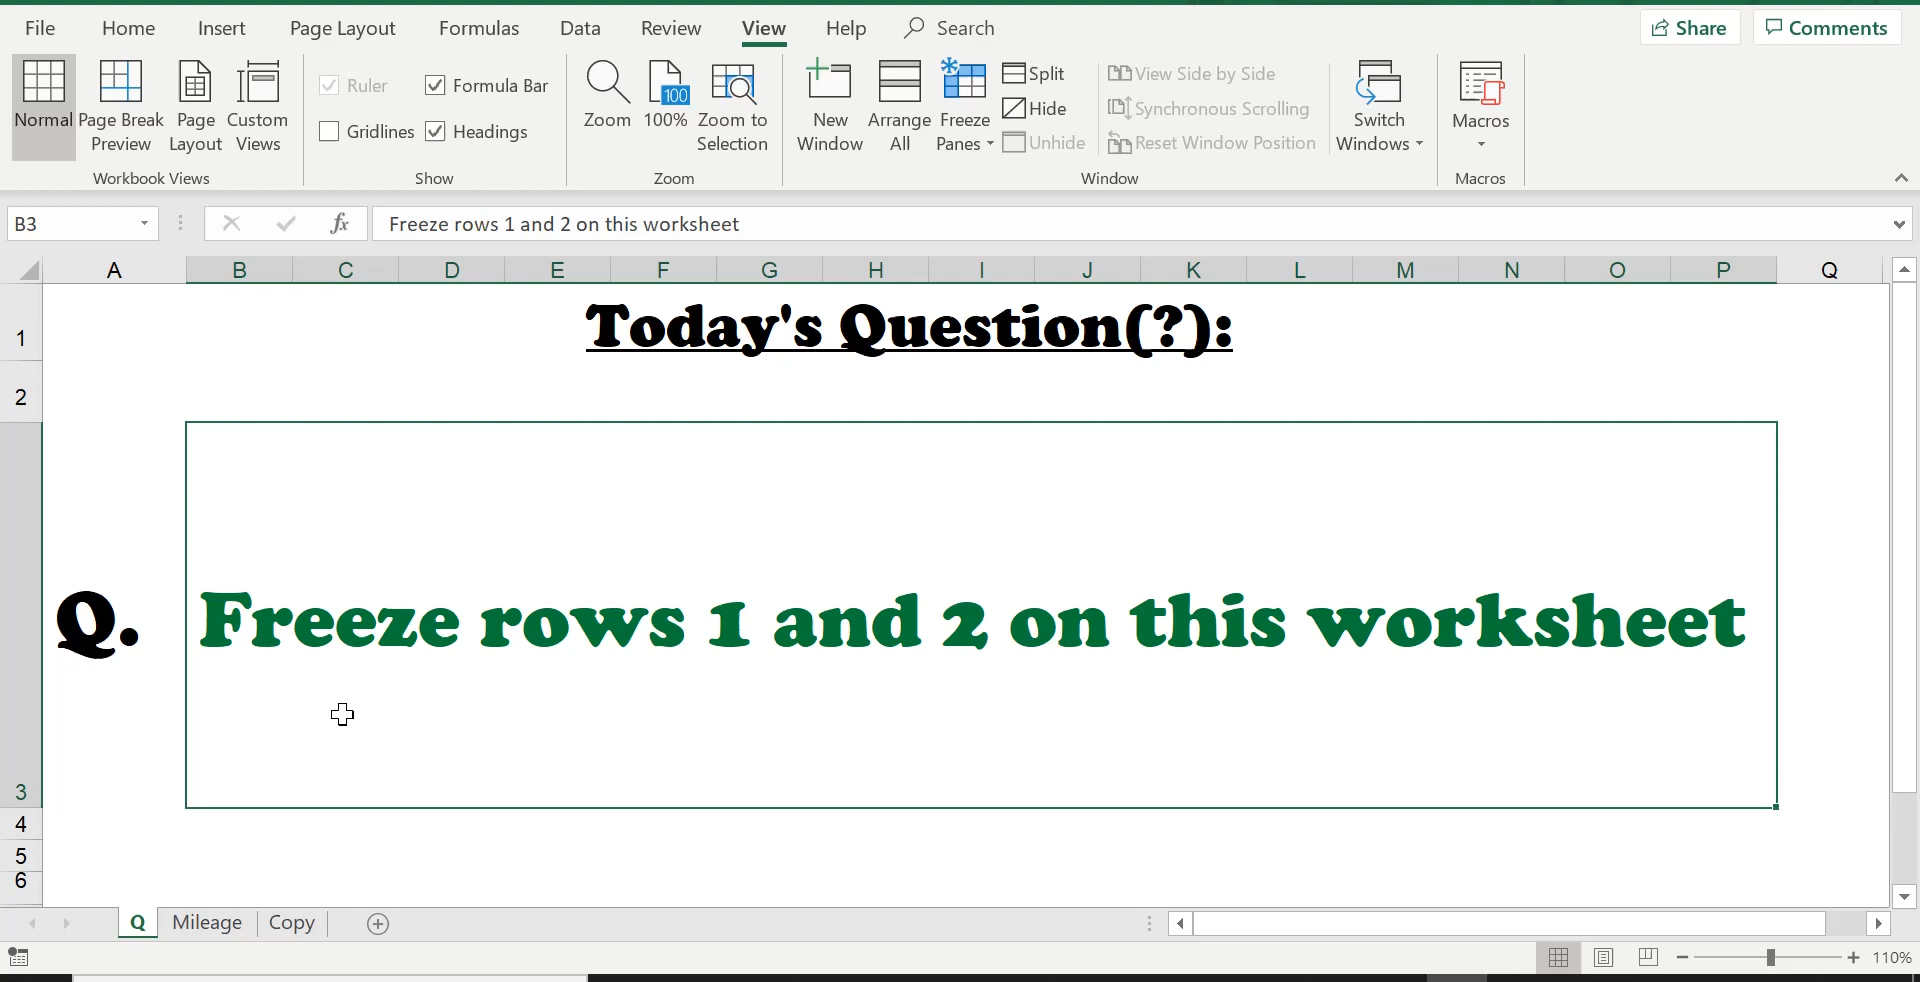 File Home Insert Page Layout Formulas Data Review View Help Search Share Comments
Normal Page Break Preview Page Layout Custom Views
Workbook Views
Ruler Formula Bar
Gridlines Headings
Show
Zoom 100% Zoom to Selection
100
Zoom
New Window Arrange All Freeze Panes
Split
Hide
Unhide
View Side by Side
Synchronous Scrolling
Reset Window Position
Switch Windows
Window
Macros
Macros
B3 fx Freeze rows 1 and 2 on this worksheet
A B C D E F G H I J K L M N O P Q
1 Today's Question(?):
2
Q. Freeze rows 1 and 2 on this worksheet
3
4
5
6
Q Mileage Copy
110%